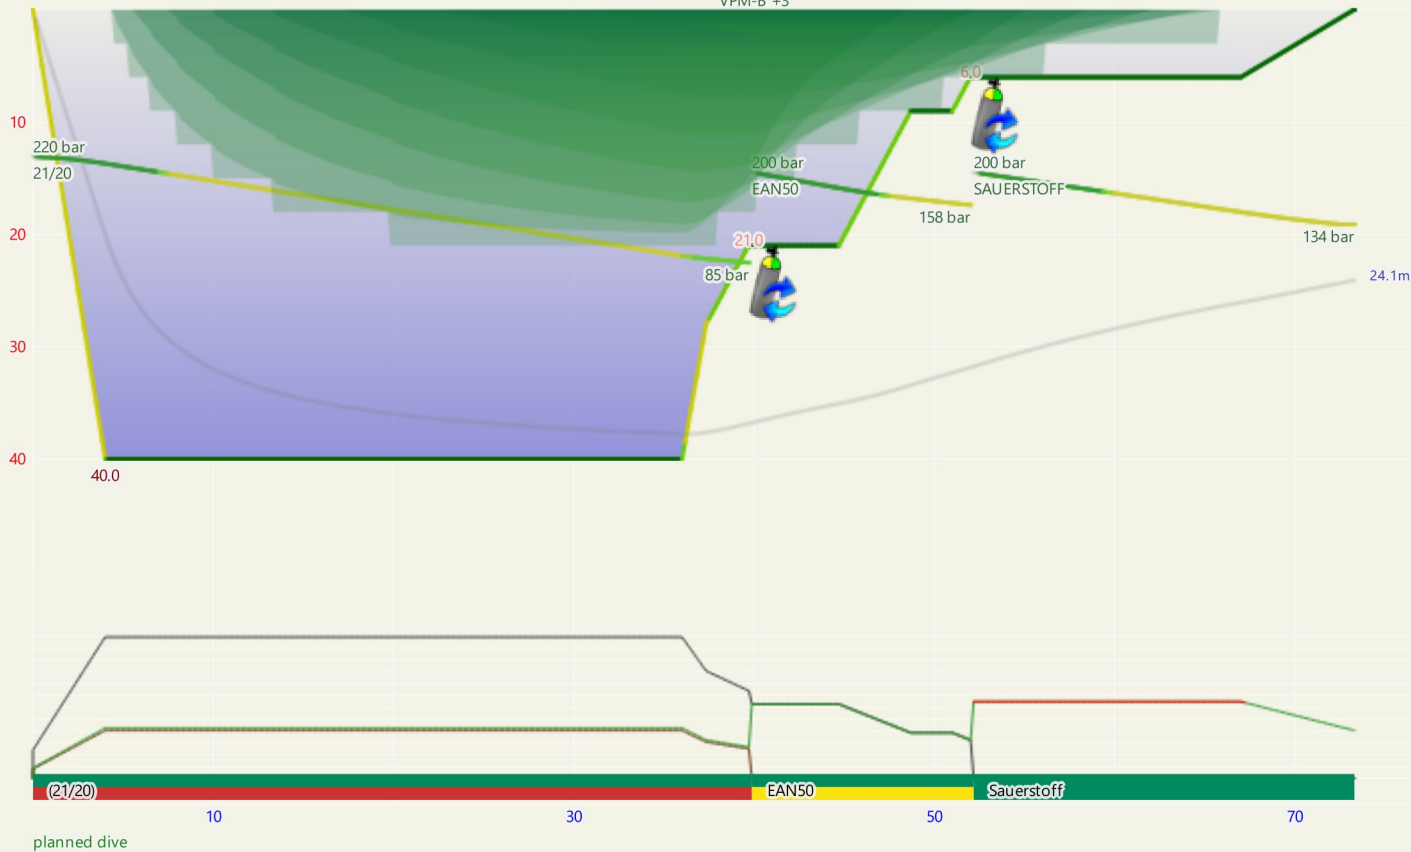 VPM-B +3
6.0
10
220 bar
21/20
200 bar
EAN50
200 bar
SAUERSTOFF
158 bar
134 bar
20
21.0
85 bar
24.1m
30
40
40.0
(21/20)
EAN50
Sauerstoff
10
30
50
70
planned dive